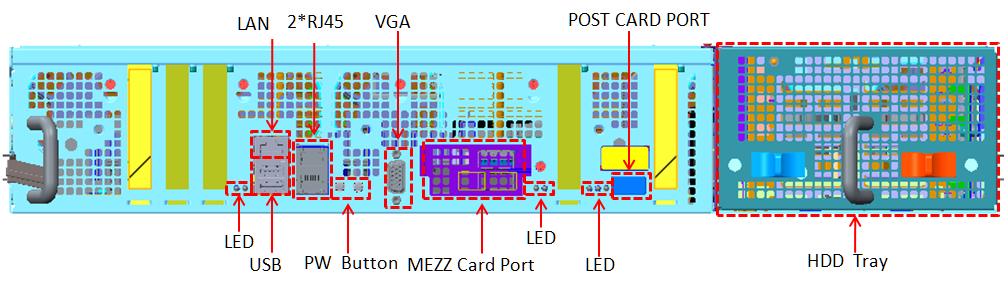 LAN
2*RJ45
VGA
POST CARD PORT
LED
USB
PW Button
MEZZ Card Port
LED
LED
HDD Tray